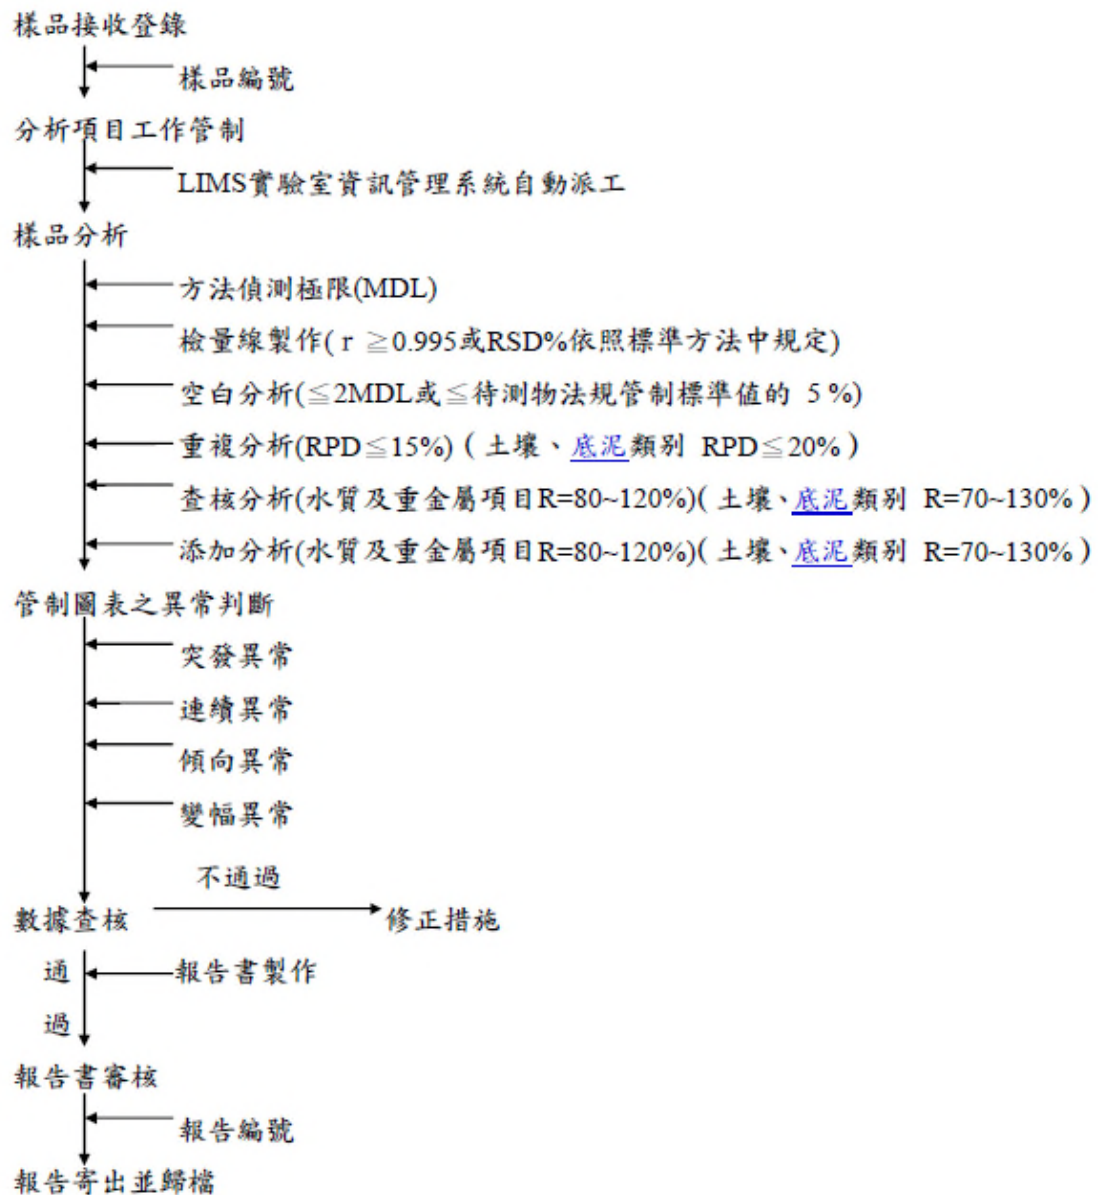 樣品接收登錄
樣品編號
分析項目工作管制
LIMS實驗室資訊管理系統自動派工
樣品分析
方法偵測極限(MDL)
檢量線製作( r ≧0.995或RSD%依照標準方法中規定)
空白分析(≦2MDL或≦待測物法規管制標準值的 5 %)
重複分析(RPD≦15%) ( 土壤、底泥類別 RPD≦20% )
查核分析(水質及重金屬項目R=80~120%)( 土壤、底泥類別 R=70~130% )
添加分析(水質及重金屬項目R=80~120%)( 土壤、底泥類別 R=70~130% )
管制圖表之異常判斷
突發異常
連續異常
傾向異常
變幅異常
不通過
數據查核 修正措施
通 報告書製作
過
報告書審核
報告編號
報告寄出並歸檔